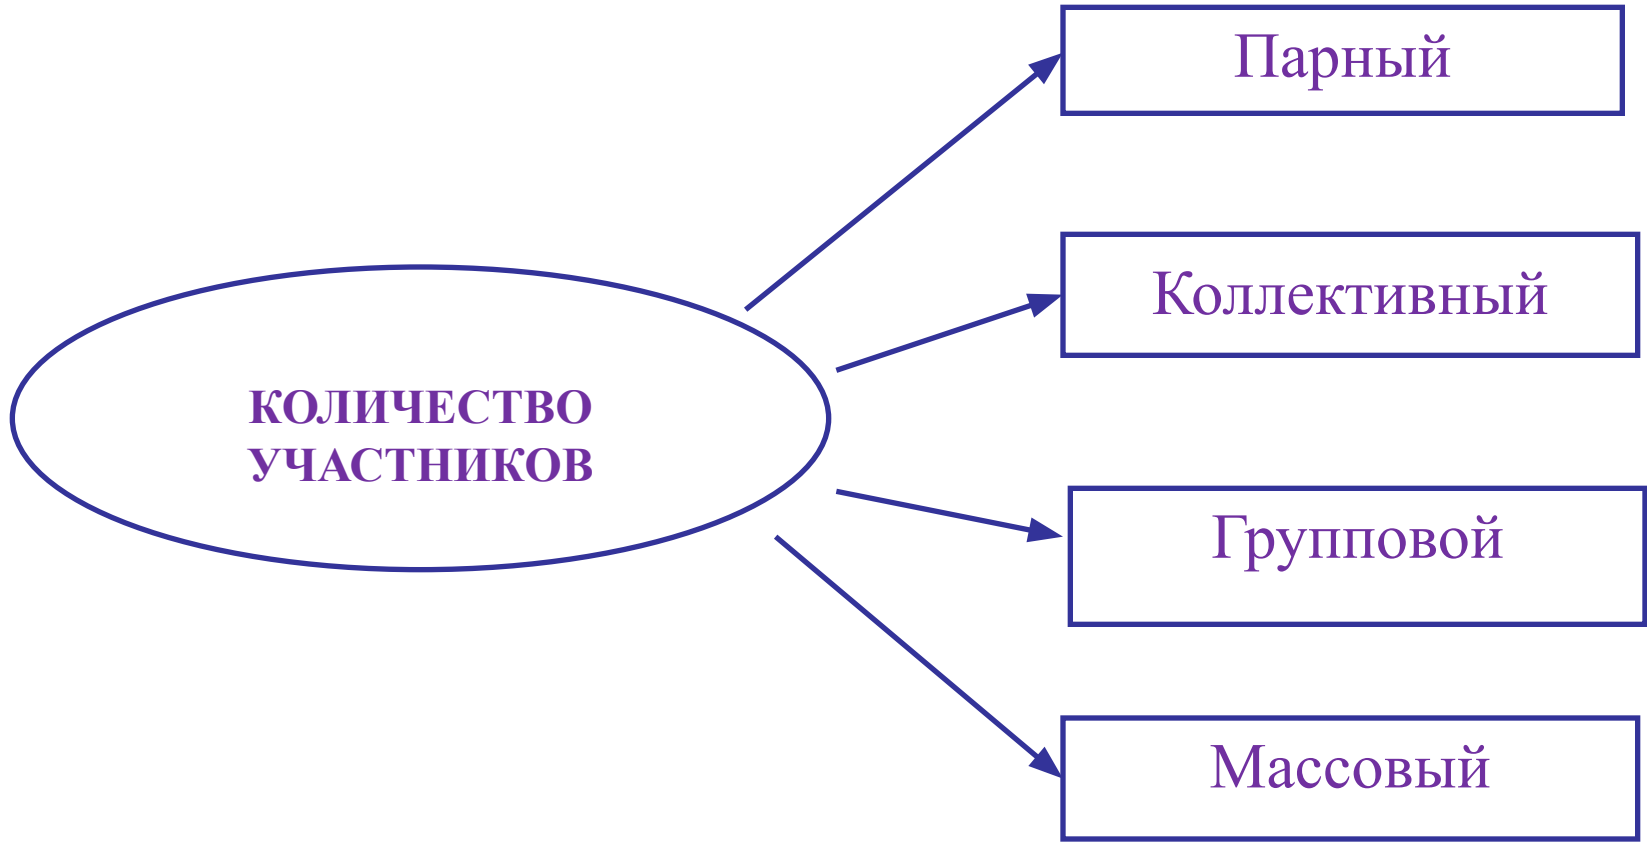 Парный
Коллективный
КОЛИЧЕСТВО
УЧАСТНИКОВ
Групповой
Массовый